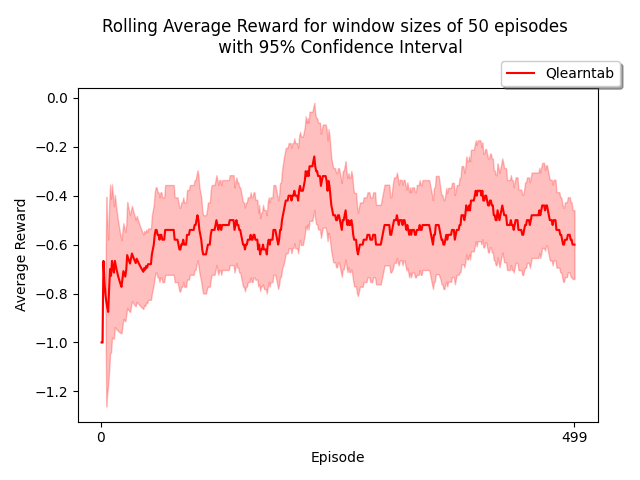 Rolling Average Reward for window sizes of 50 episodes
with 95% Confidence Interval
Qlearntab
0.0
−0.2
−0.4
−0.6
−0.8
−1.0
−1.2
Average Reward
0
499
Episode